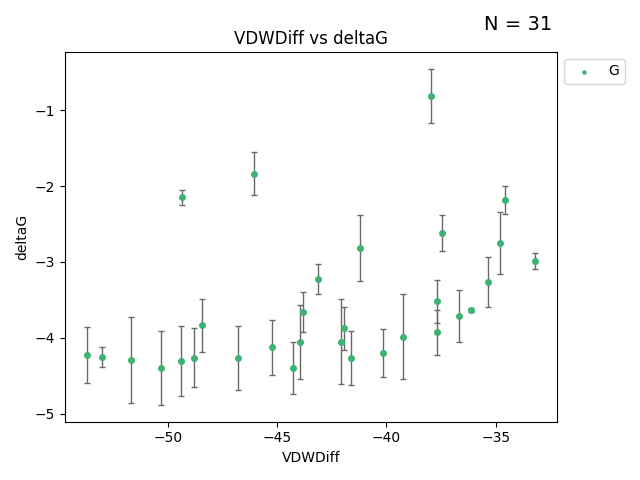 N = 31
VDWDiff vs deltaG
G
deltaG
−1
−2
−3
−4
−5
−50
−45
−40
−35
VDWDiff